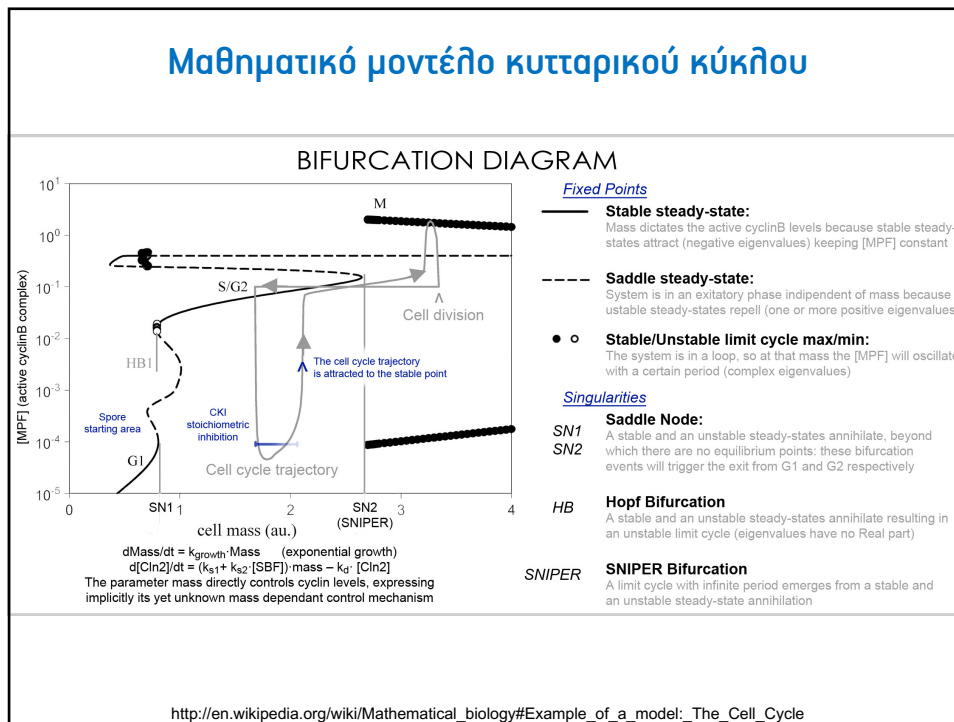 Μαθηματικό μοντέλο κυτταρικού κύκλου
BIFURCATION DIAGRAM
[MPF] (active cyclinB complex)
10^1
10^0
10^-1
10^-2
10^-3
10^-4
10^-5
M
S/G2
Cell division
HB1
The cell cycle trajectory
is attracted to the stable point
Spore
starting area
CKI
stoichiometric
inhibition
G1
Cell cycle trajectory
0
SN1
1
2
SN2
(SNIPER)
3
4
cell mass (au.)
dMass/dt = k_growth·Mass (exponential growth)
d[Cln2]/dt = (k_s1+ k_s2·[SBF])·mass – k_d· [Cln2]
The parameter mass directly controls cyclin levels, expressing
implicitly its yet unknown mass dependant control mechanism
Fixed Points
Stable steady-state:
Mass dictates the active cyclinB levels because stable steady-
states attract (negative eigenvalues) keeping [MPF] constant
Saddle steady-state:
System is in an exitatory phase indipendent of mass because
ustable steady-states repell (one or more positive eigenvalues
Stable/Unstable limit cycle max/min:
The system is in a loop, so at that mass the [MPF] will oscillate
with a certain period (complex eigenvalues)
Singularities
SN1
SN2
Saddle Node:
A stable and an unstable steady-states annihilate, beyond
which there are no equilibrium points: these bifurcation
events will trigger the exit from G1 and G2 respectively
HB
Hopf Bifurcation
A stable and an unstable steady-states annihilate resulting in
an unstable limit cycle (eigenvalues have no Real part)
SNIPER
SNIPER Bifurcation
A limit cycle with infinite period emerges from a stable and
an unstable steady-state annihilation
http://en.wikipedia.org/wiki/Mathematical_biology#Example_of_a_model:_The_Cell_Cycle